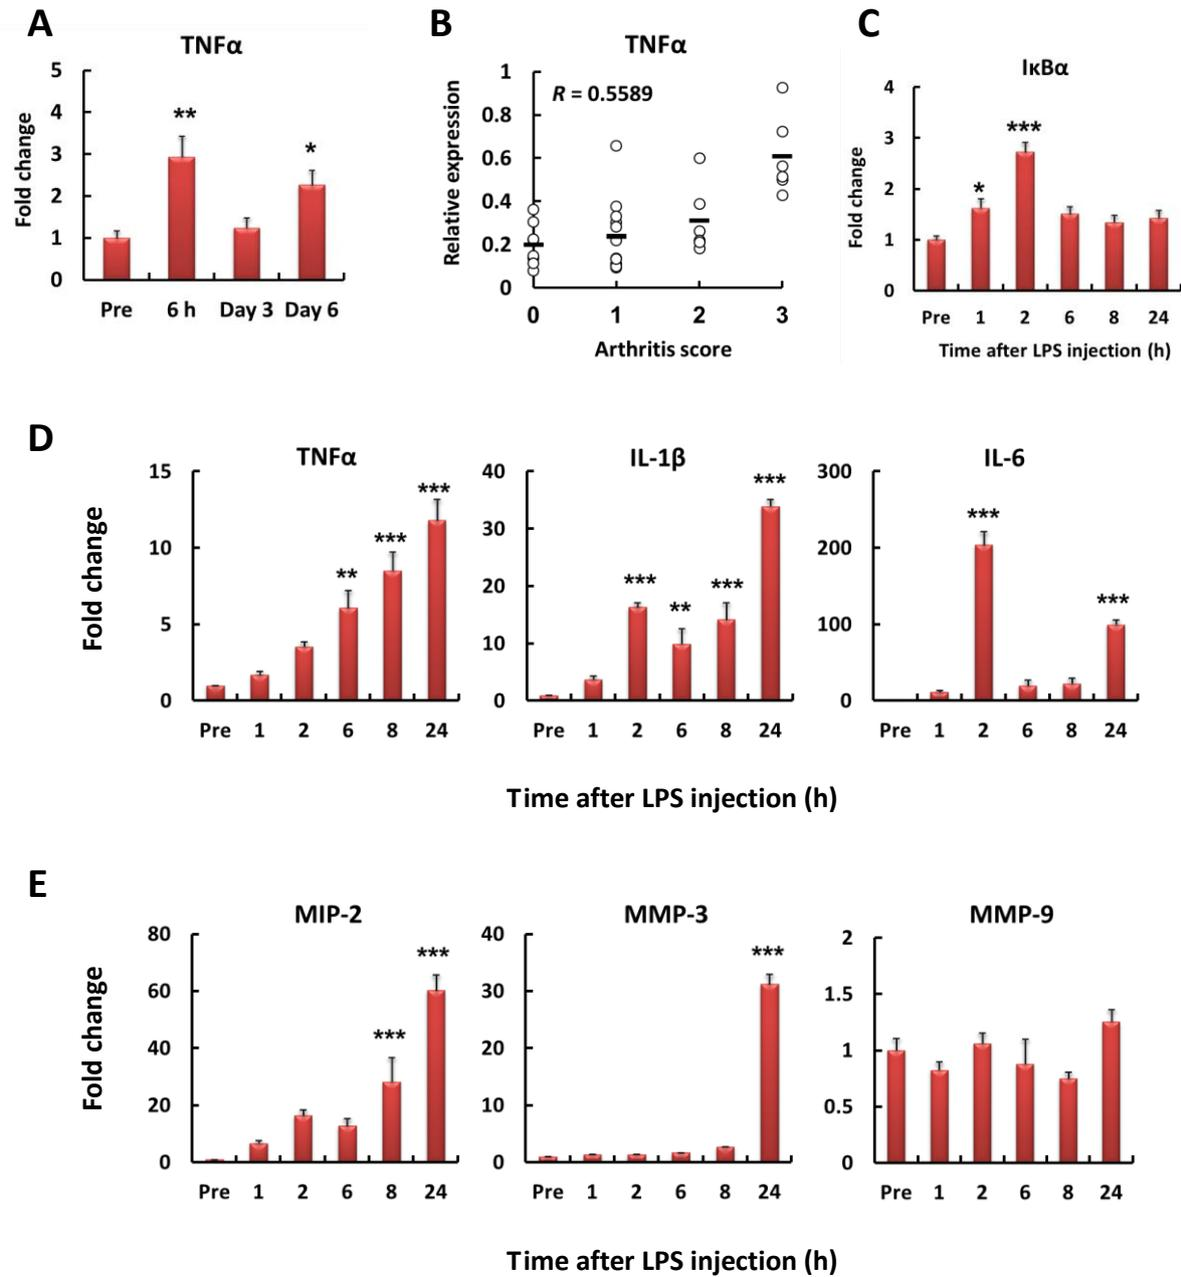 A
TNFα
Fold change
5
4
3
2
1
0
**
*
Pre 6 h Day 3 Day 6
B
TNFα
R = 0.5589
Relative expression
1
0.8
0.6
0.4
0.2
0
0 1 2 3
Arthritis score
C
IκBα
Fold change
4
3
2
1
0
*
***
Pre 1 2 6 8 24
Time after LPS injection (h)
D
Fold change
TNFα
15
10
5
0
**
***
***
Pre 1 2 6 8 24
IL-1β
40
30
20
10
0
***
**
***
***
Pre 1 2 6 8 24
IL-6
300
200
100
0
***
***
Pre 1 2 6 8 24
Time after LPS injection (h)
E
Fold change
MIP-2
80
60
40
20
0
***
***
Pre 1 2 6 8 24
MMP-3
40
30
20
10
0
***
Pre 1 2 6 8 24
MMP-9
2
1.5
1
0.5
0
Pre 1 2 6 8 24
Time after LPS injection (h)